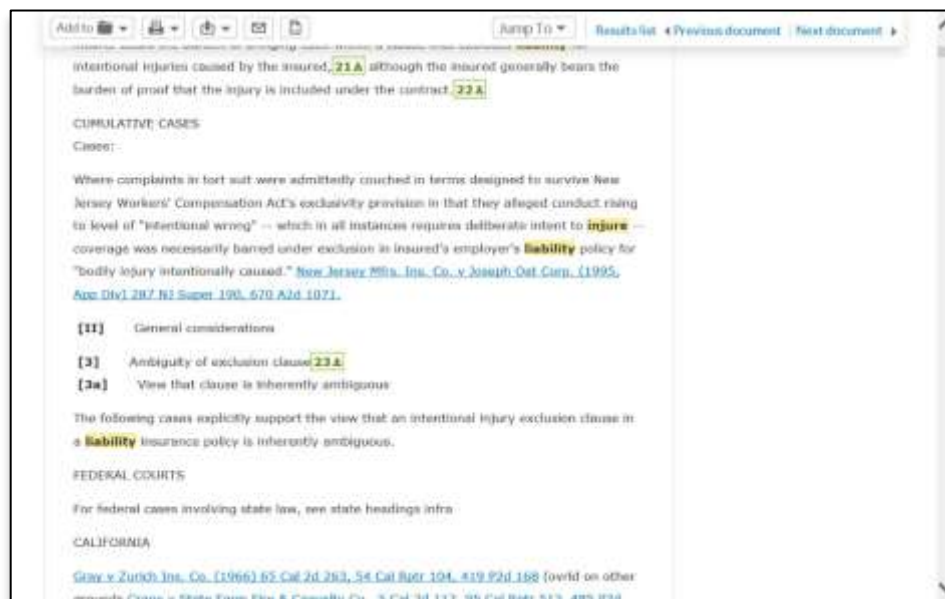 Add to
Jump To Results list Previous document | Next document
liability
intentional injuries caused by the insured, 21 although the insured generally bears the
burden of proof that the injury is included under the contract. 22
CUMULATIVE CASES
Cases:
Where complaints in tort suit were admittedly couched in terms designed to survive New
Jersey Workers' Compensation Act's exclusivity provision in that they alleged conduct rising
to level of "intentional wrong" -- which in all instances requires deliberate intent to injure --
coverage was necessarily barred under exclusion in insured's employer's liability policy for
"bodily injury intentionally caused." New Jersey Mfrs. Ins. Co. v Joseph Oat Corp. (1995,
App Div) 287 NJ Super 190, 670 A2d 1071.
[II] General considerations
[3] Ambiguity of exclusion clause 23
[3a] View that clause is inherently ambiguous
The following cases explicitly support the view that an intentional injury exclusion clause in
a liability insurance policy is inherently ambiguous.
FEDERAL COURTS
For federal cases involving state law, see state headings infra
CALIFORNIA
Gray v Zurich Ins. Co. (1966) 65 Cal 2d 263, 54 Cal Rptr 104, 419 P2d 168 (ovrld on other